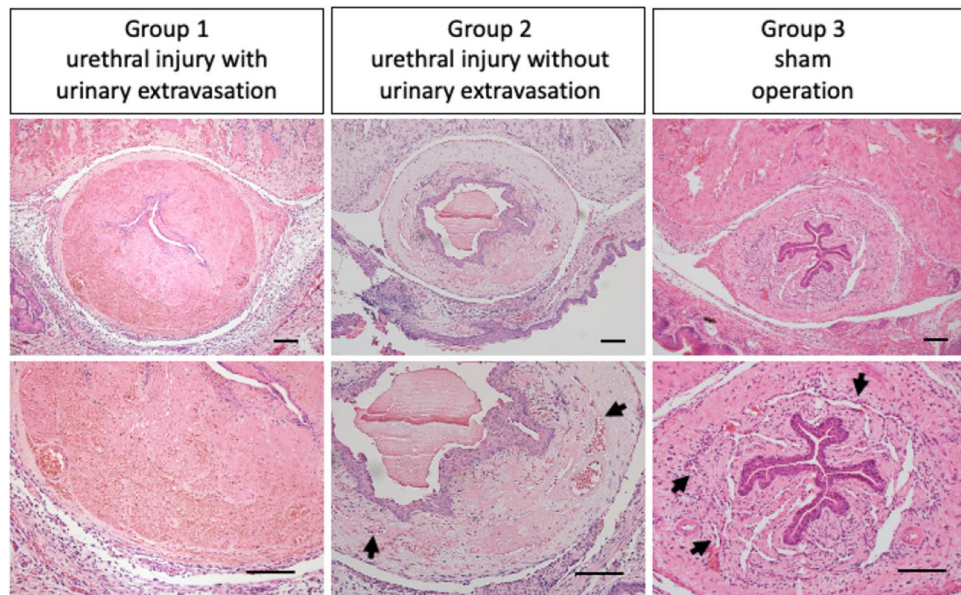 Group 1
urethral injury with
urinary extravasation
Group 2
urethral injury without
urinary extravasation
Group 3
sham
operation